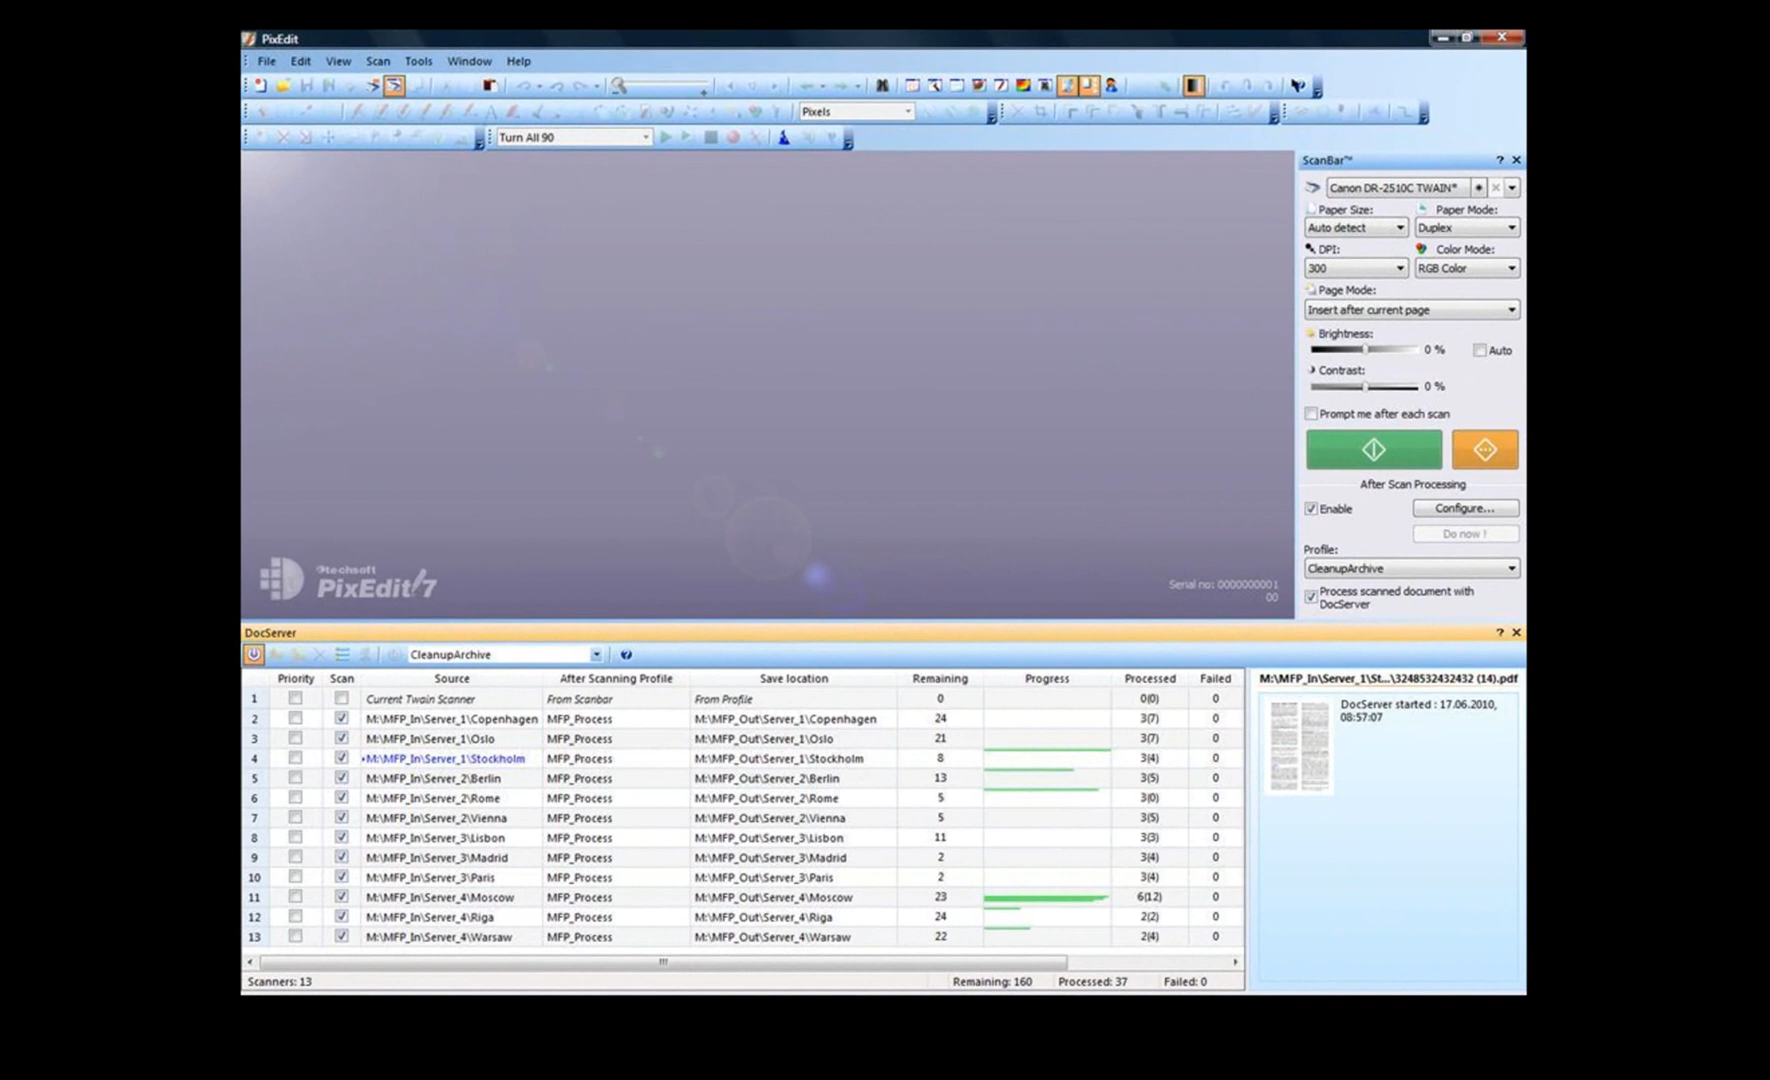 PixEdit
File Edit View Scan Tools Window Help
Pixels
Turn All 90
ScanBar™ ?
Canon DR-2510C TWAIN*
Paper Size: Paper Mode:
Auto detect Duplex
DPI: Color Mode:
300 RGB Color
Page Mode:
Insert after current page
Brightness:
0 % Auto
Contrast:
0 %
Prompt me after each scan
After Scan Processing
Enable Configure...
Do now !
Profile:
CleanupArchive
Process scanned document with
DocServer
techsoft
PixEdit 7
Serial no: 0000000001
00
DocServer ?
CleanupArchive
Priority Scan Source After Scanning Profile Save location Remaining Progress Processed Failed
1 Current Twain Scanner From Scanbar From Profile 0 0(0) 0
2 M:\MFP_In\Server_1\Copenhagen MFP_Process M:\MFP_Out\Server_1\Copenhagen 24 3(7) 0
3 M:\MFP_In\Server_1\Oslo MFP_Process M:\MFP_Out\Server_1\Oslo 21 3(7) 0
4 M:\MFP_In\Server_1\Stockholm MFP_Process M:\MFP_Out\Server_1\Stockholm 8 3(4) 0
5 M:\MFP_In\Server_2\Berlin MFP_Process M:\MFP_Out\Server_2\Berlin 13 3(5) 0
6 M:\MFP_In\Server_2\Rome MFP_Process M:\MFP_Out\Server_2\Rome 5 3(0) 0
7 M:\MFP_In\Server_2\Vienna MFP_Process M:\MFP_Out\Server_2\Vienna 5 3(5) 0
8 M:\MFP_In\Server_3\Lisbon MFP_Process M:\MFP_Out\Server_3\Lisbon 11 3(3) 0
9 M:\MFP_In\Server_3\Madrid MFP_Process M:\MFP_Out\Server_3\Madrid 2 3(4) 0
10 M:\MFP_In\Server_3\Paris MFP_Process M:\MFP_Out\Server_3\Paris 2 3(4) 0
11 M:\MFP_In\Server_4\Moscow MFP_Process M:\MFP_Out\Server_4\Moscow 23 6(12) 0
12 M:\MFP_In\Server_4\Riga MFP_Process M:\MFP_Out\Server_4\Riga 24 2(2) 0
13 M:\MFP_In\Server_4\Warsaw MFP_Process M:\MFP_Out\Server_4\Warsaw 22 2(4) 0
Scanners: 13 Remaining: 160 Processed: 37 Failed: 0
M:\MFP_In\Server_1\St...\3248532432432 (14).pdf
DocServer started : 17.06.2010,
08:57:07